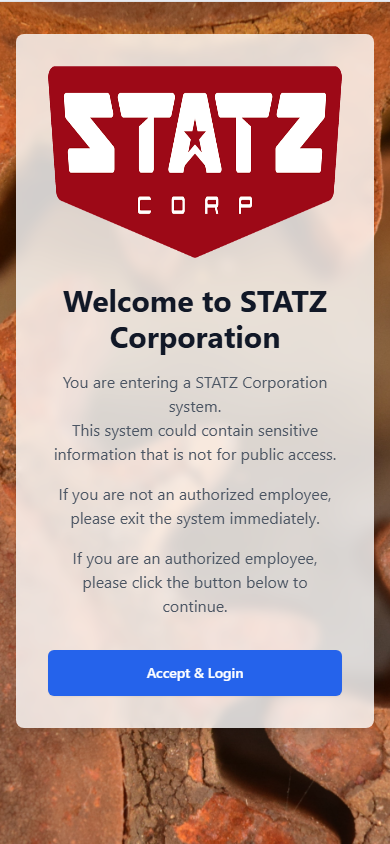 STATZ
CORP
Welcome to STATZ
Corporation
You are entering a STATZ Corporation
system.
This system could contain sensitive
information that is not for public access.
If you are not an authorized employee,
please exit the system immediately.
If you are an authorized employee,
please click the button below to
continue.
Accept & Login